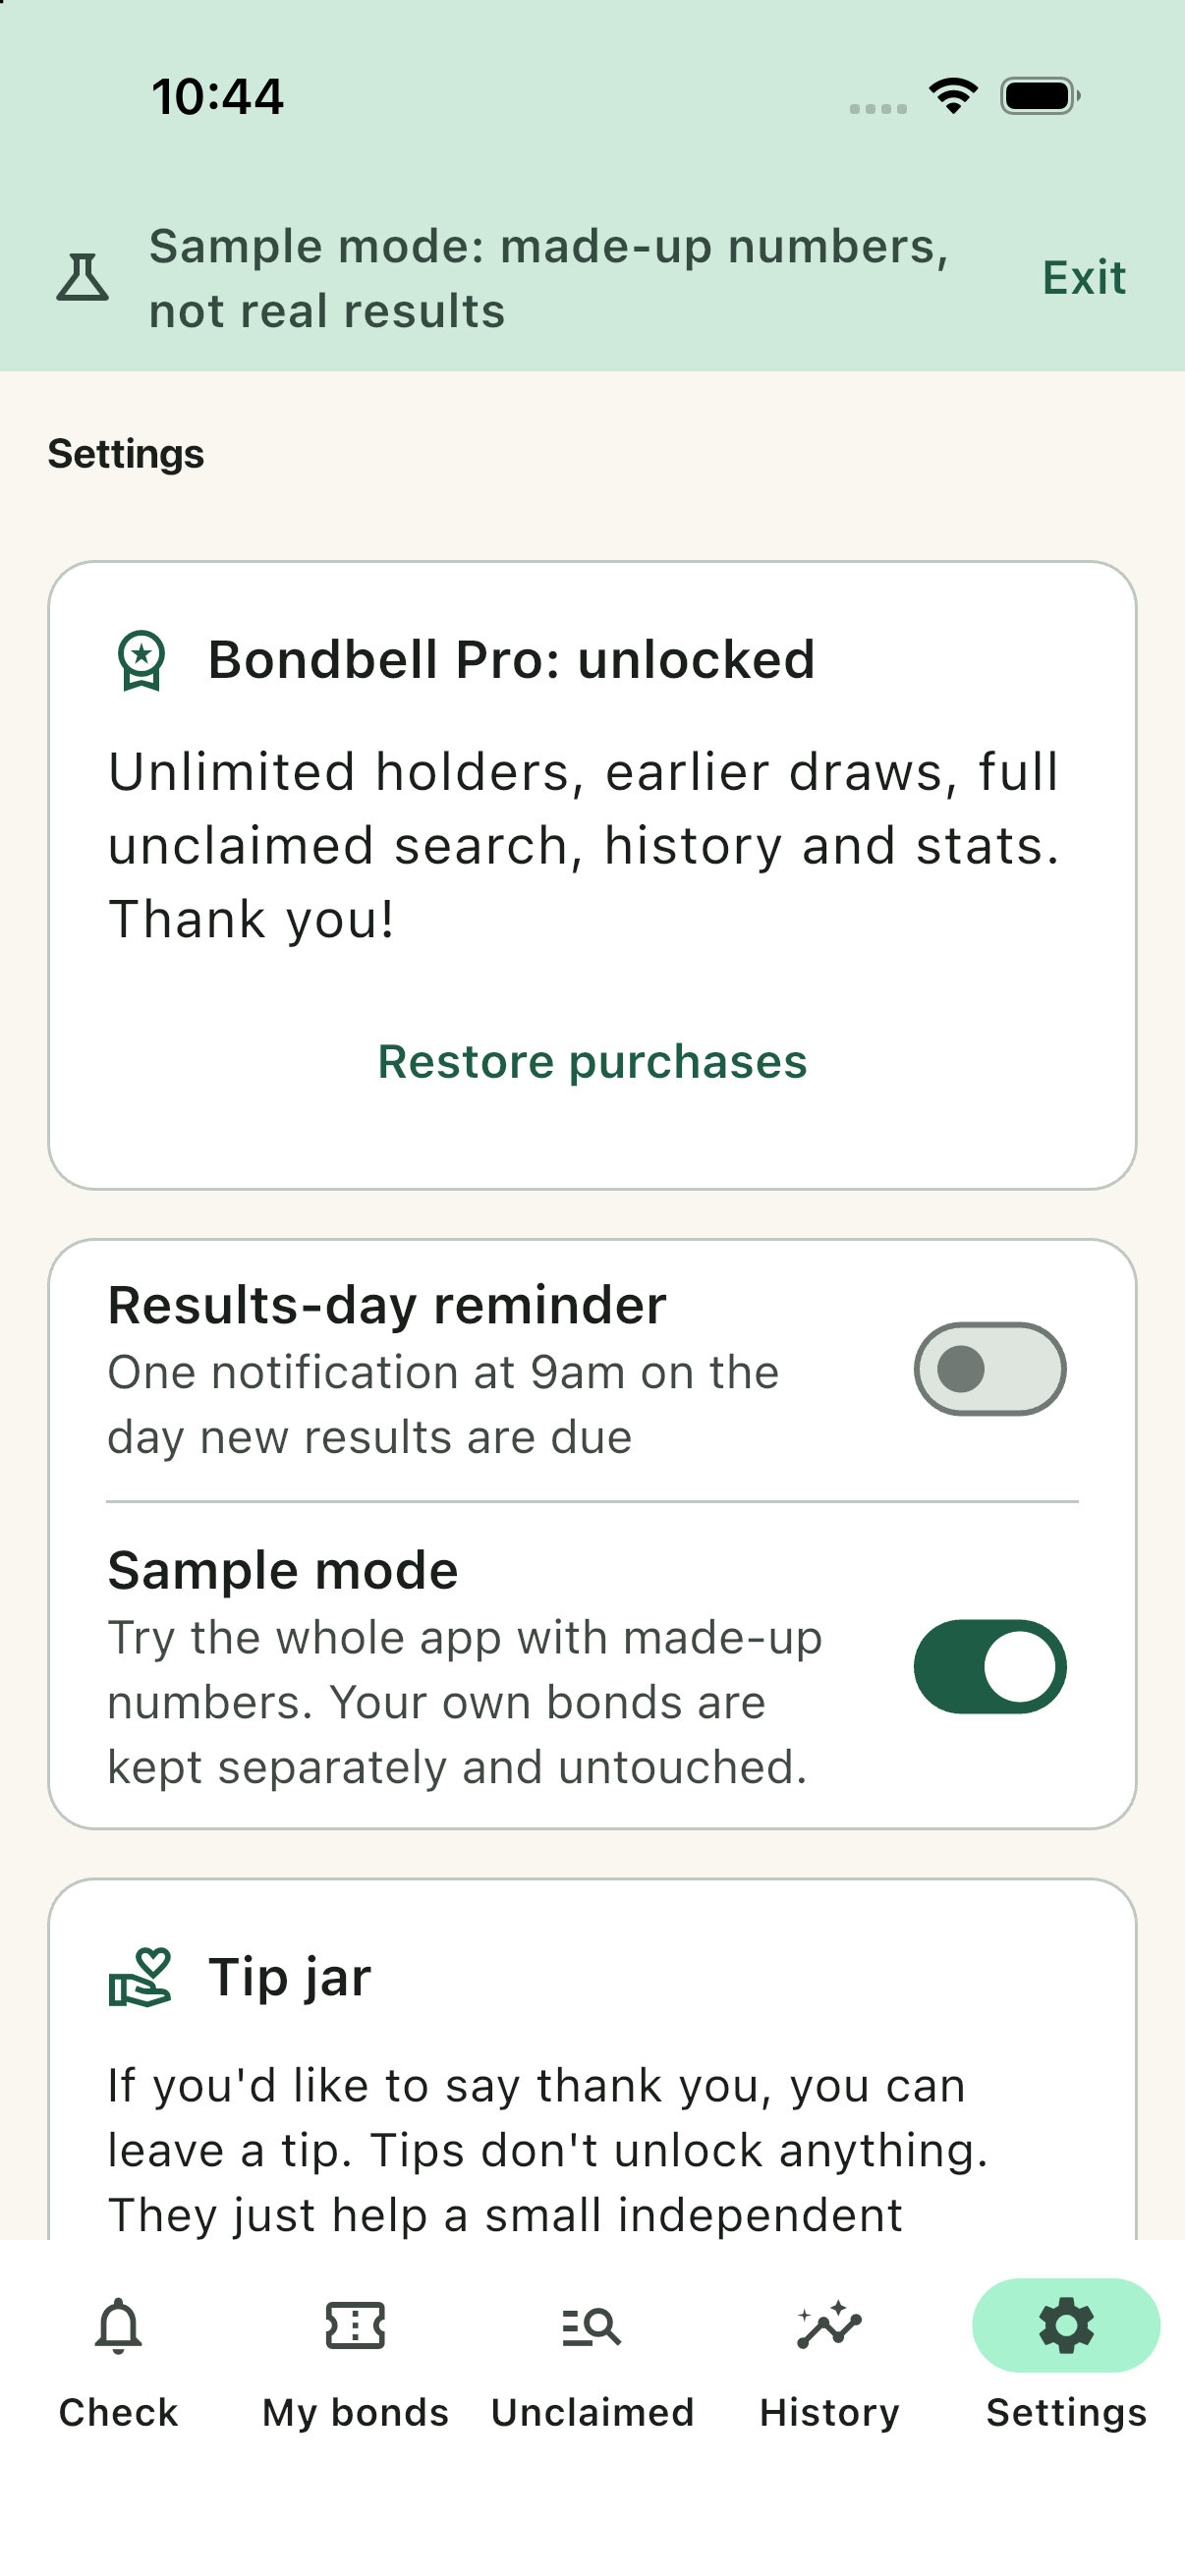 10:44
Sample mode: made-up numbers,
not real results
Exit
Settings
Bondbell Pro: unlocked
Unlimited holders, earlier draws, full
unclaimed search, history and stats.
Thank you!
Restore purchases
Results-day reminder
One notification at 9am on the
day new results are due
Sample mode
Try the whole app with made-up
numbers. Your own bonds are
kept separately and untouched.
Tip jar
If you'd like to say thank you, you can
leave a tip. Tips don't unlock anything.
They just help a small independent
Check
My bonds
Unclaimed
History
Settings